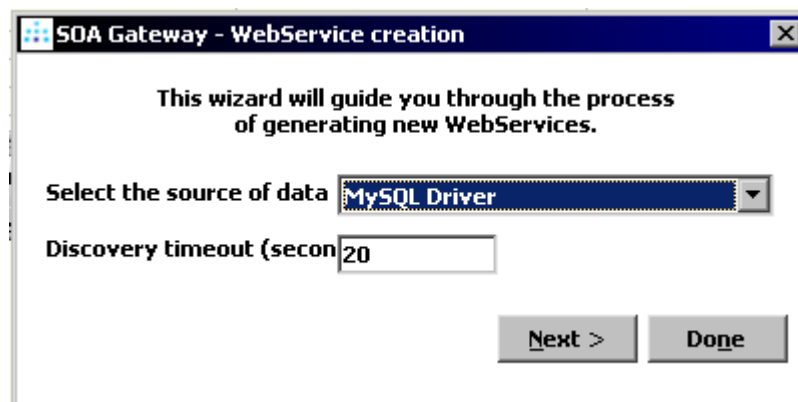 SOA Gateway - WebService creation
This wizard will guide you through the process
of generating new WebServices.
Select the source of data MySQL Driver
Discovery timeout (secon 20
Next > Done